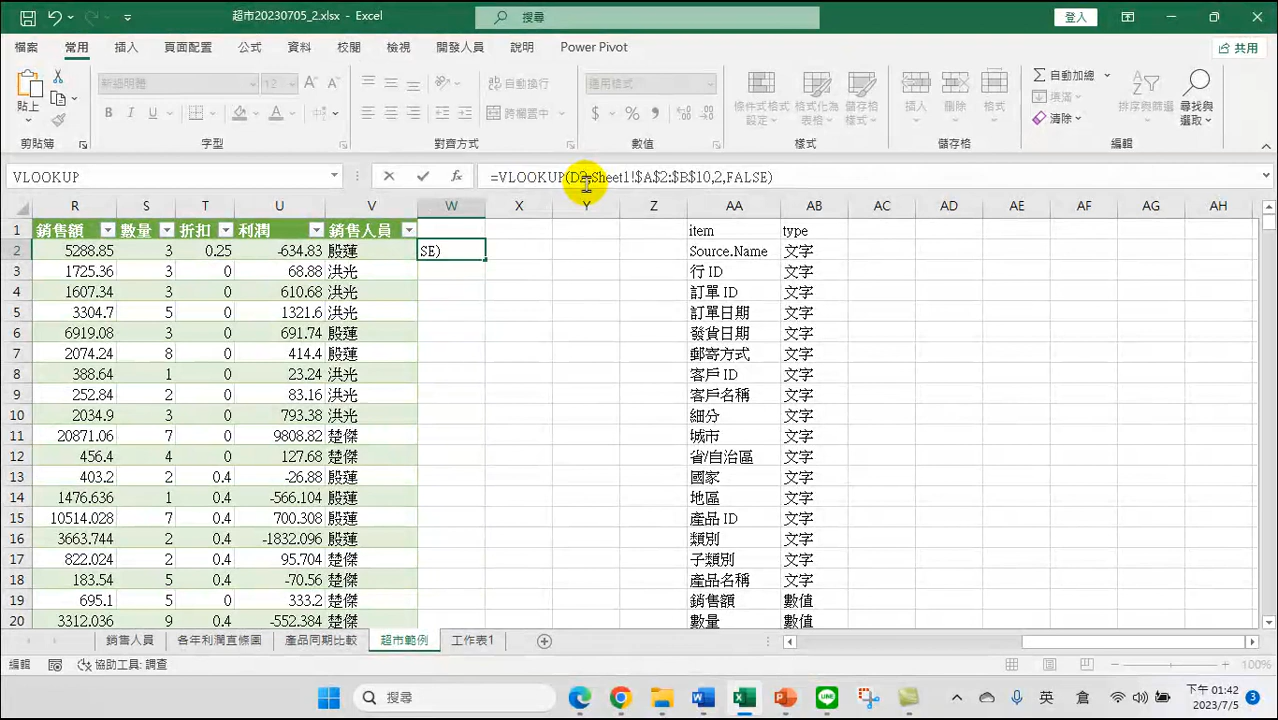 超市20230705_2.xlsx - Excel
搜尋
登入
檔案 常用 插入 頁面配置 公式 資料 校閱 檢視 開發人員 說明 Power Pivot
共用
貼上
新細明體 12
自動換行
跨欄置中
通用格式
條件式格式設定 格式化為表格 儲存格樣式
插入 刪除 格式
自動加總
填滿
清除
排序與篩選 尋找與選取
剪貼簿 字型 對齊方式 數值 樣式 儲存格 編輯
VLOOKUP =VLOOKUP(D2,Sheet1!$A$2:$B$10,2,FALSE)
R S T U V W X Y Z AA AB AC AD AE AF AG AH
1 銷售額 數量 折扣 利潤 銷售人員 item type
2 5288.85 3 0.25 -634.83 殷蓮 SE) Source.Name 文字
3 1725.36 3 0 68.88 洪光 行 ID 文字
4 1607.34 3 0 610.68 洪光 訂單 ID 文字
5 3304.7 5 0 1321.6 洪光 訂單日期 文字
6 6919.08 3 0 691.74 殷蓮 發貨日期 文字
7 2074.24 8 0 414.4 殷蓮 郵寄方式 文字
8 388.64 1 0 23.24 洪光 客戶 ID 文字
9 252.84 2 0 83.16 洪光 客戶名稱 文字
10 2034.9 3 0 793.38 洪光 細分 文字
11 20871.06 7 0 9808.82 楚傑 城市 文字
12 456.4 4 0 127.68 楚傑 省/自治區 文字
13 403.2 2 0.4 -26.88 殷蓮 國家 文字
14 1476.636 1 0.4 -566.104 殷蓮 地區 文字
15 10514.028 7 0.4 700.308 殷蓮 產品 ID 文字
16 3663.744 2 0.4 -1832.096 殷蓮 類別 文字
17 822.024 2 0.4 95.704 楚傑 子類別 文字
18 183.54 5 0.4 -70.56 楚傑 產品名稱 文字
19 695.1 5 0 333.2 楚傑 銷售額 數值
20 3312.036 9 0.4 -552.384 楚傑 數量 數值
銷售人員 各年利潤直條圖 產品同期比較 超市範例 工作表1
編輯 協助工具: 調查 100%
搜尋
英 倉
下午 01:42
2023/7/5
3